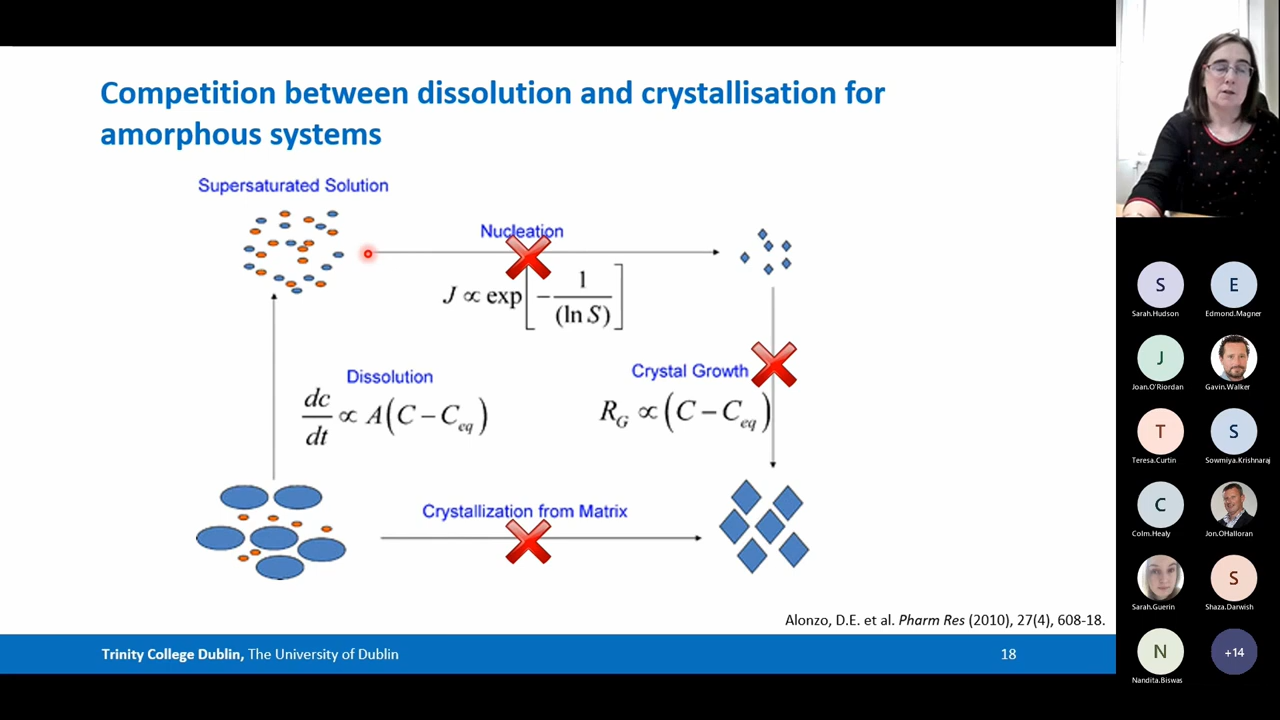 Competition between dissolution and crystallisation for
amorphous systems
Supersaturated Solution
Nucleation
J ∝ exp[ − 1 / (ln S) ]
Dissolution
dc/dt ∝ A(C − C_eq)
Crystal Growth
R_G ∝ (C − C_eq)
Crystallization from Matrix
Alonzo, D.E. et al. Pharm Res (2010), 27(4), 608-18.
Trinity College Dublin, The University of Dublin
18
S
E
Sarah.Hudson
Edmond.Magner
J
Joan.O'Riordan
Gavin.Walker
T
S
Teresa.Curtin
Sowmiya.Krishnaraj
C
Colm.Healy
Jon.OHalloran
S
Sarah.Guerin
Shaza.Darwish
N
+14
Nandita.Biswas